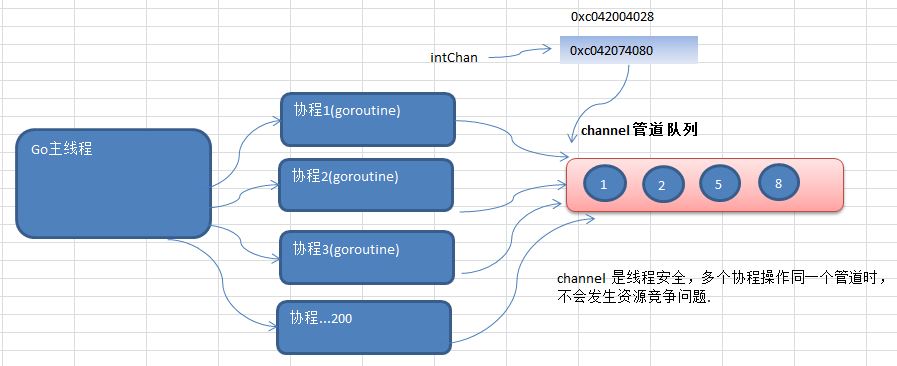 0xc042004028
intChan
0xc042074080
协程1(goroutine)
channel管道队列
Go主线程
协程2(goroutine)
1
2
5
8
协程3(goroutine)
channel 是线程安全，多个协程操作同一个管道时，
不会发生资源竞争问题.
协程...200